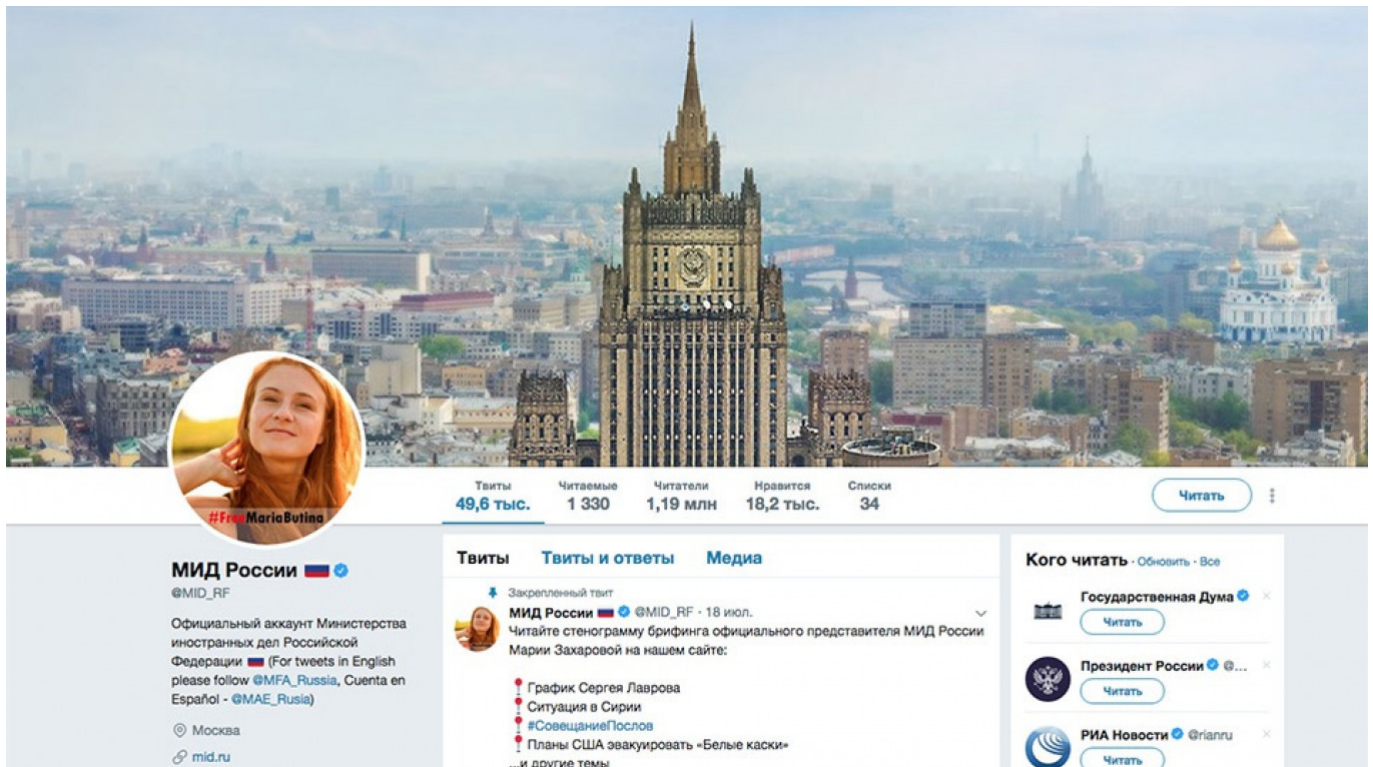 Твиты
49,6 тыс.
Читаемые
1 330
Читатели
1,19 млн
Нравится
18,2 тыс.
Списки
34
Читать
#FreeMariaButina
МИД России
@MID_RF
Официальный аккаунт Министерства
иностранных дел Российской
Федерации (For tweets in English
please follow @MFA_Russia, Cuenta en
Español - @MAE_Rusia)
Москва
mid.ru
Твиты Твиты и ответы Медиа
Закрепленный твит
МИД России @MID_RF · 18 июл.
Читайте стенограмму брифинга официального представителя МИД России
Марии Захаровой на нашем сайте:
График Сергея Лаврова
Ситуация в Сирии
#СовещаниеПослов
Планы США эвакуировать «Белые каски»
...и другие темы
Кого читать · Обновить · Все
Государственная Дума
Читать
Президент России @...
Читать
РИА Новости @rianru
Читать